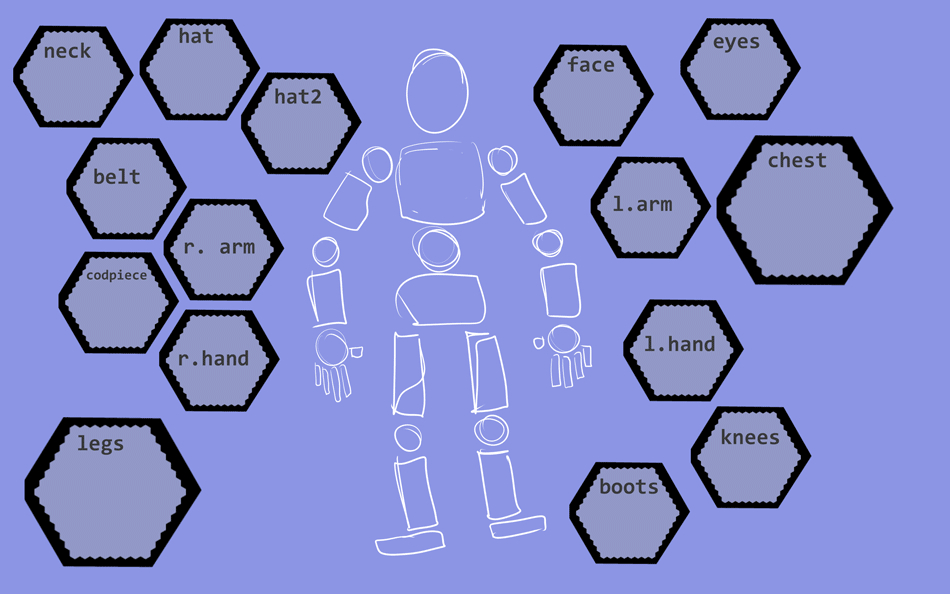 neck
hat
hat2
belt
r. arm
codpiece
r.hand
legs
face
eyes
chest
l.arm
l.hand
knees
boots